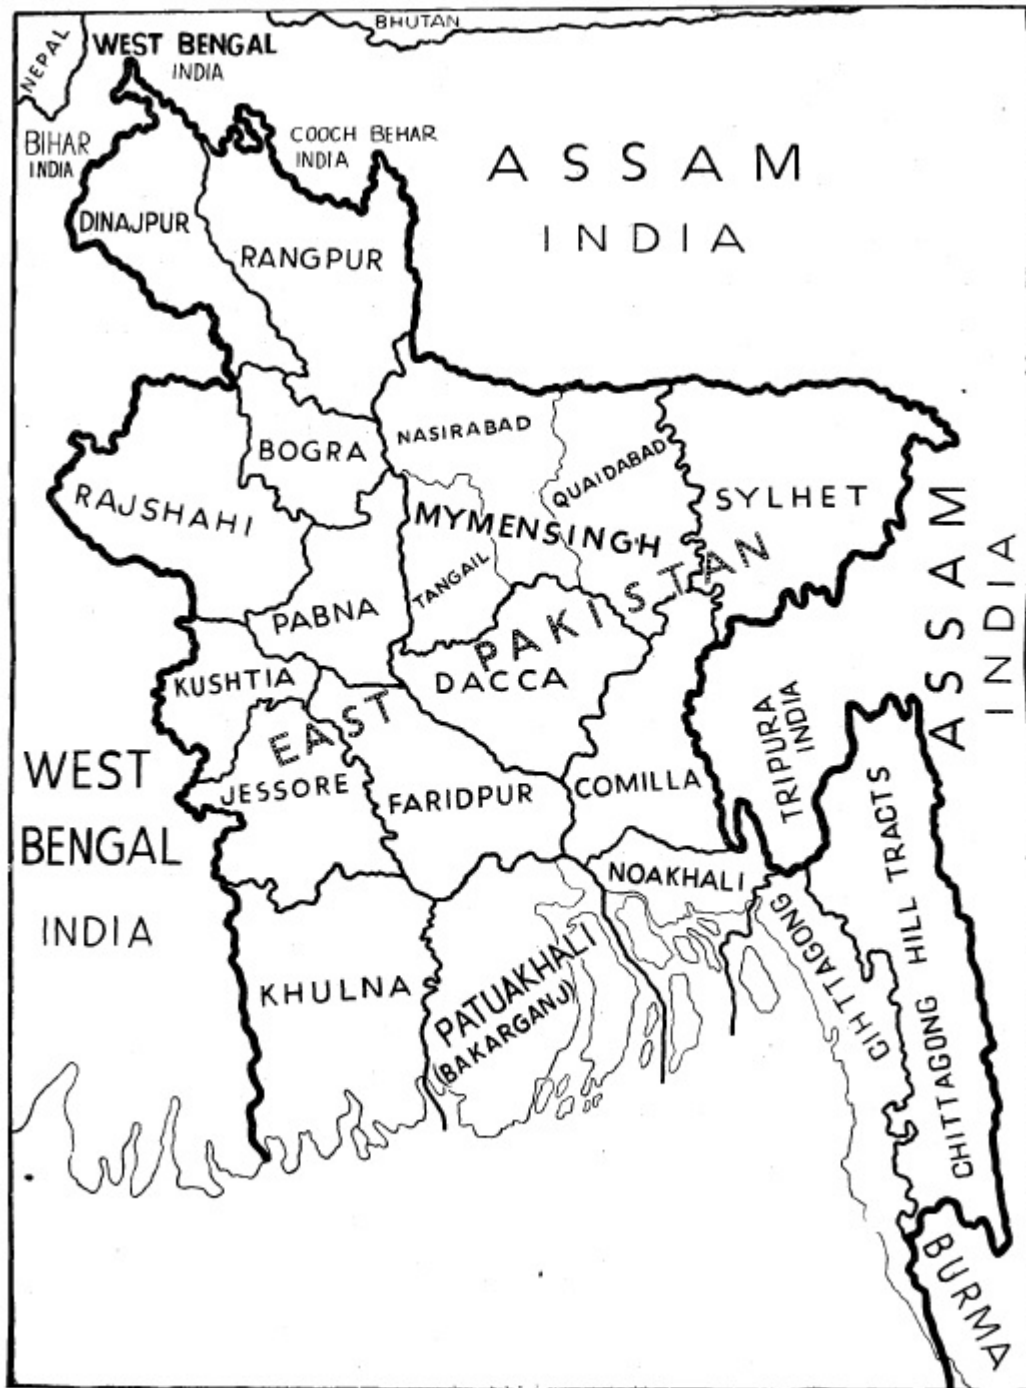 BHUTAN
NEPAL
WEST BENGAL
INDIA
BIHAR
INDIA
COOCH BEHAR
INDIA
ASSAM
INDIA
DINAJPUR
RANGPUR
BOGRA
NASIRABAD
QUAIDABAD
RAJSHAHI
MYMENSINGH
SYLHET
TANGAIL
PABNA
EAST PAKISTAN
KUSHTIA
DACCA
ASSAM
INDIA
JESSORE
FARIDPUR
COMILLA
TRIPURA
INDIA
WEST
BENGAL
INDIA
NOAKHALI
KHULNA
PATUAKHALI
(BAKARGANJ)
CIHTTAGONG
CHITTAGONG HILL TRACTS
BURMA